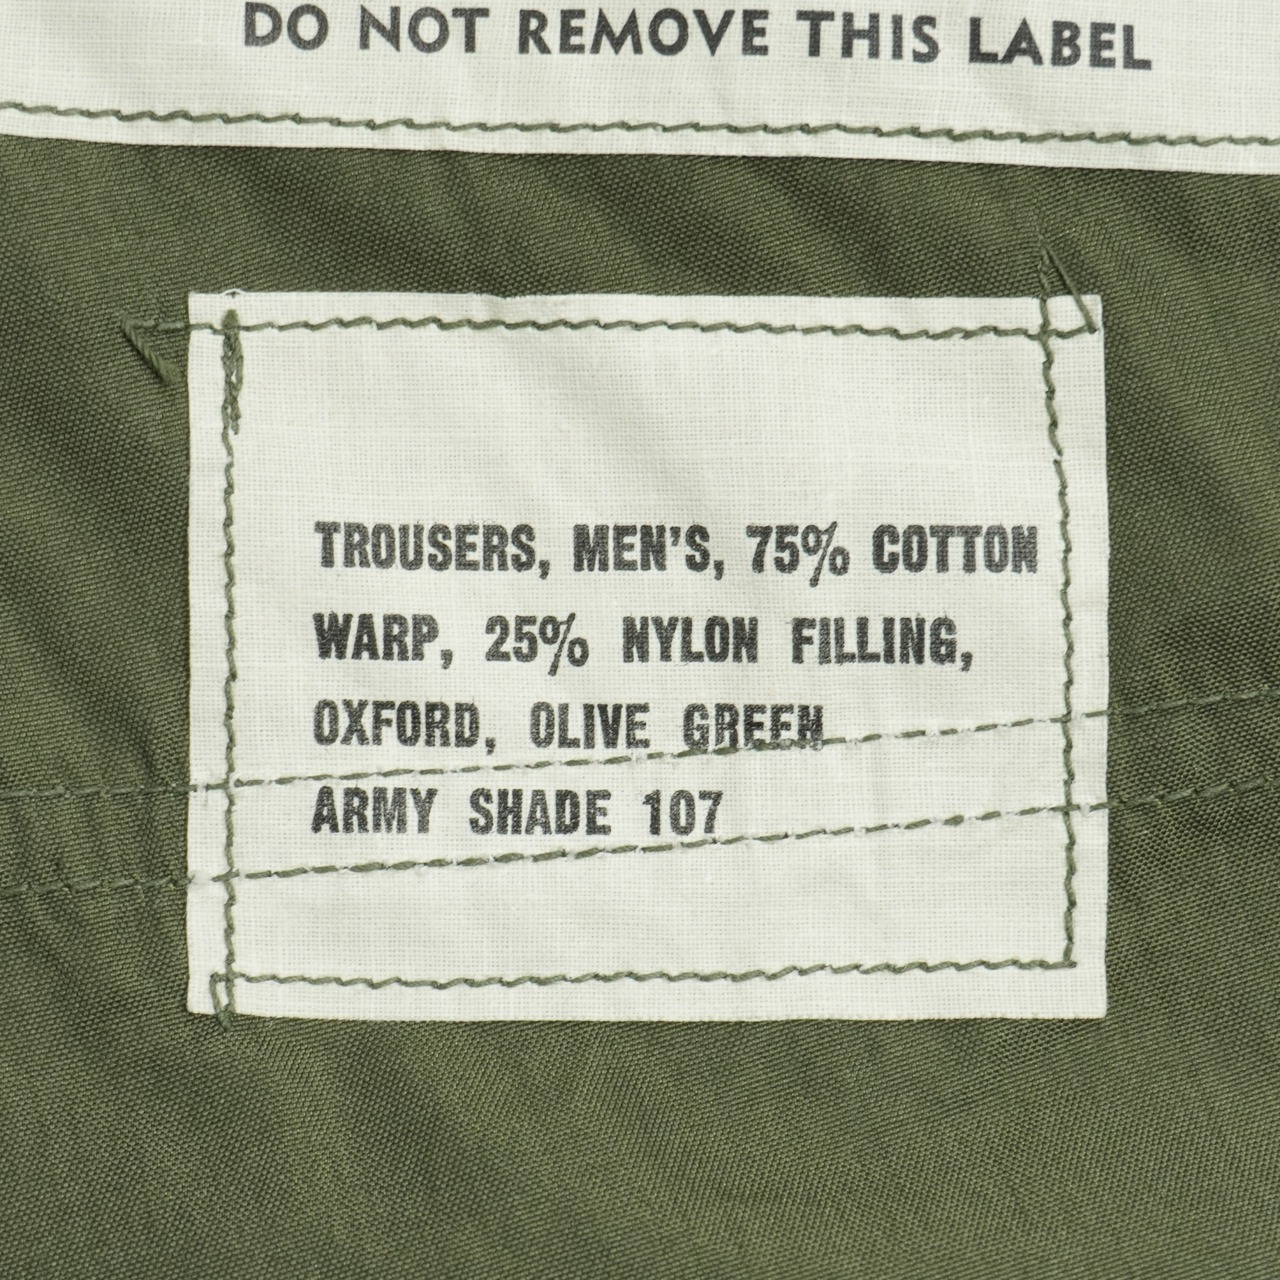 DO NOT REMOVE THIS LABEL
TROUSERS, MEN'S, 75% COTTON
WARP, 25% NYLON FILLING,
OXFORD, OLIVE GREEN
ARMY SHADE 107